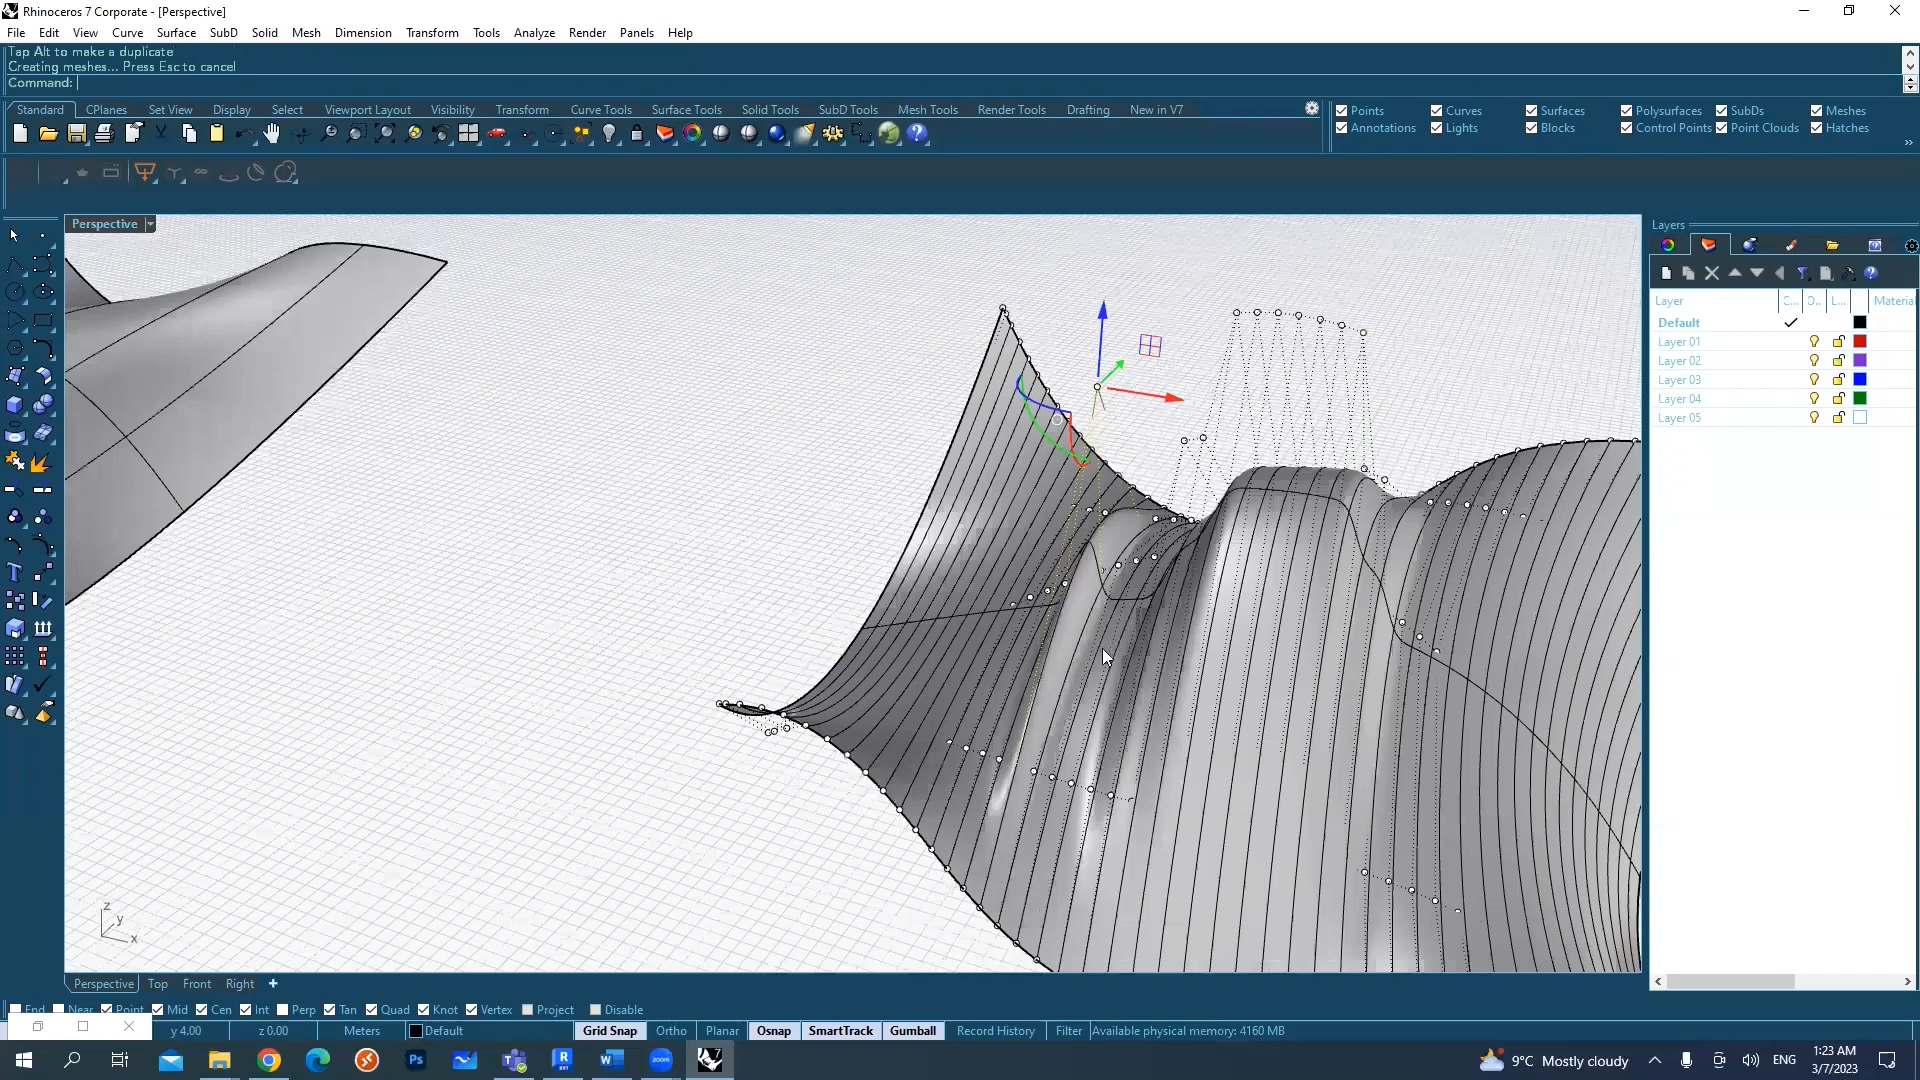 Rhinoceros 7 Corporate - [Perspective]
File Edit View Curve Surface SubD Solid Mesh Dimension Transform Tools Analyze Render Panels Help
Tap Alt to make a duplicate
Creating meshes... Press Esc to cancel
Command:
Standard CPlanes Set View Display Select Viewport Layout Visibility Transform Curve Tools Surface Tools Solid Tools SubD Tools Mesh Tools Render Tools Drafting New in V7
Points Curves Surfaces Polysurfaces SubDs Meshes
Annotations Lights Blocks Control Points Point Clouds Hatches
Perspective
Layers
Layer C... O.. L... Material
Default
Layer 01
Layer 02
Layer 03
Layer 04
Layer 05
z
y
x
Perspective Top Front Right
End Near Point Mid Cen Int Perp Tan Quad Knot Vertex Project Disable
y 4.00 z 0.00 Meters Default Grid Snap Ortho Planar Osnap SmartTrack Gumball Record History Filter Available physical memory: 4160 MB
Ps R RVT W zoom 9°C Mostly cloudy ENG 1:23 AM
3/7/2023